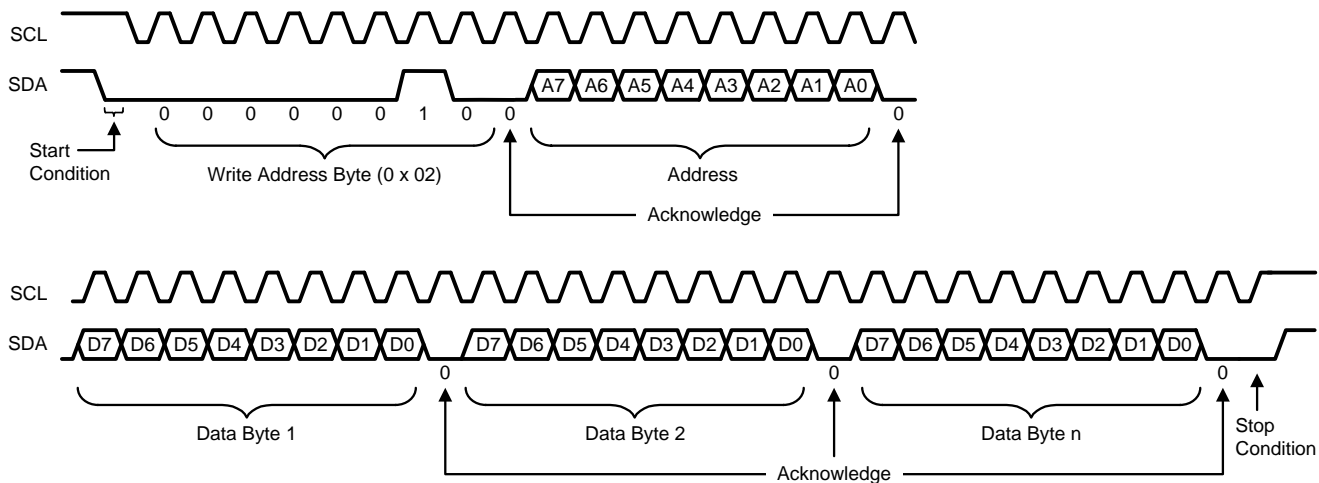 SCL
SDA
A7 A6 A5 A4 A3 A2 A1 A0
0 0 0 0 0 0 1 0 0 0
Start
Condition
Write Address Byte (0 x 02)
Address
Acknowledge
SCL
SDA
D7 D6 D5 D4 D3 D2 D1 D0 D7 D6 D5 D4 D3 D2 D1 D0 D7 D6 D5 D4 D3 D2 D1 D0
0 0 0
Data Byte 1
Data Byte 2
Data Byte n
Stop
Condition
Acknowledge